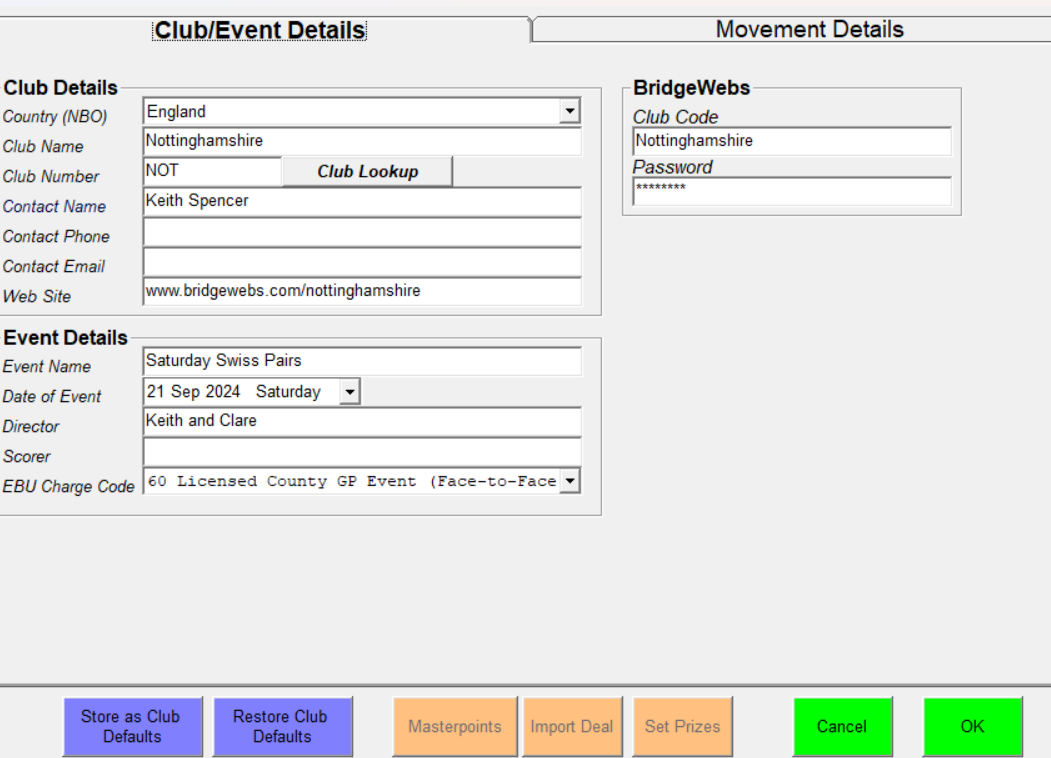 Club/Event Details
Movement Details
Club Details
Country (NBO) England
Club Name Nottinghamshire
Club Number NOT Club Lookup
Contact Name Keith Spencer
Contact Phone
Contact Email
Web Site www.bridgewebs.com/nottinghamshire
BridgeWebs
Club Code
Nottinghamshire
Password
********
Event Details
Event Name Saturday Swiss Pairs
Date of Event 21 Sep 2024 Saturday
Director Keith and Clare
Scorer
EBU Charge Code 60 Licensed County GP Event (Face-to-Face
Store as Club
Defaults
Restore Club
Defaults
Masterpoints
Import Deal
Set Prizes
Cancel
OK